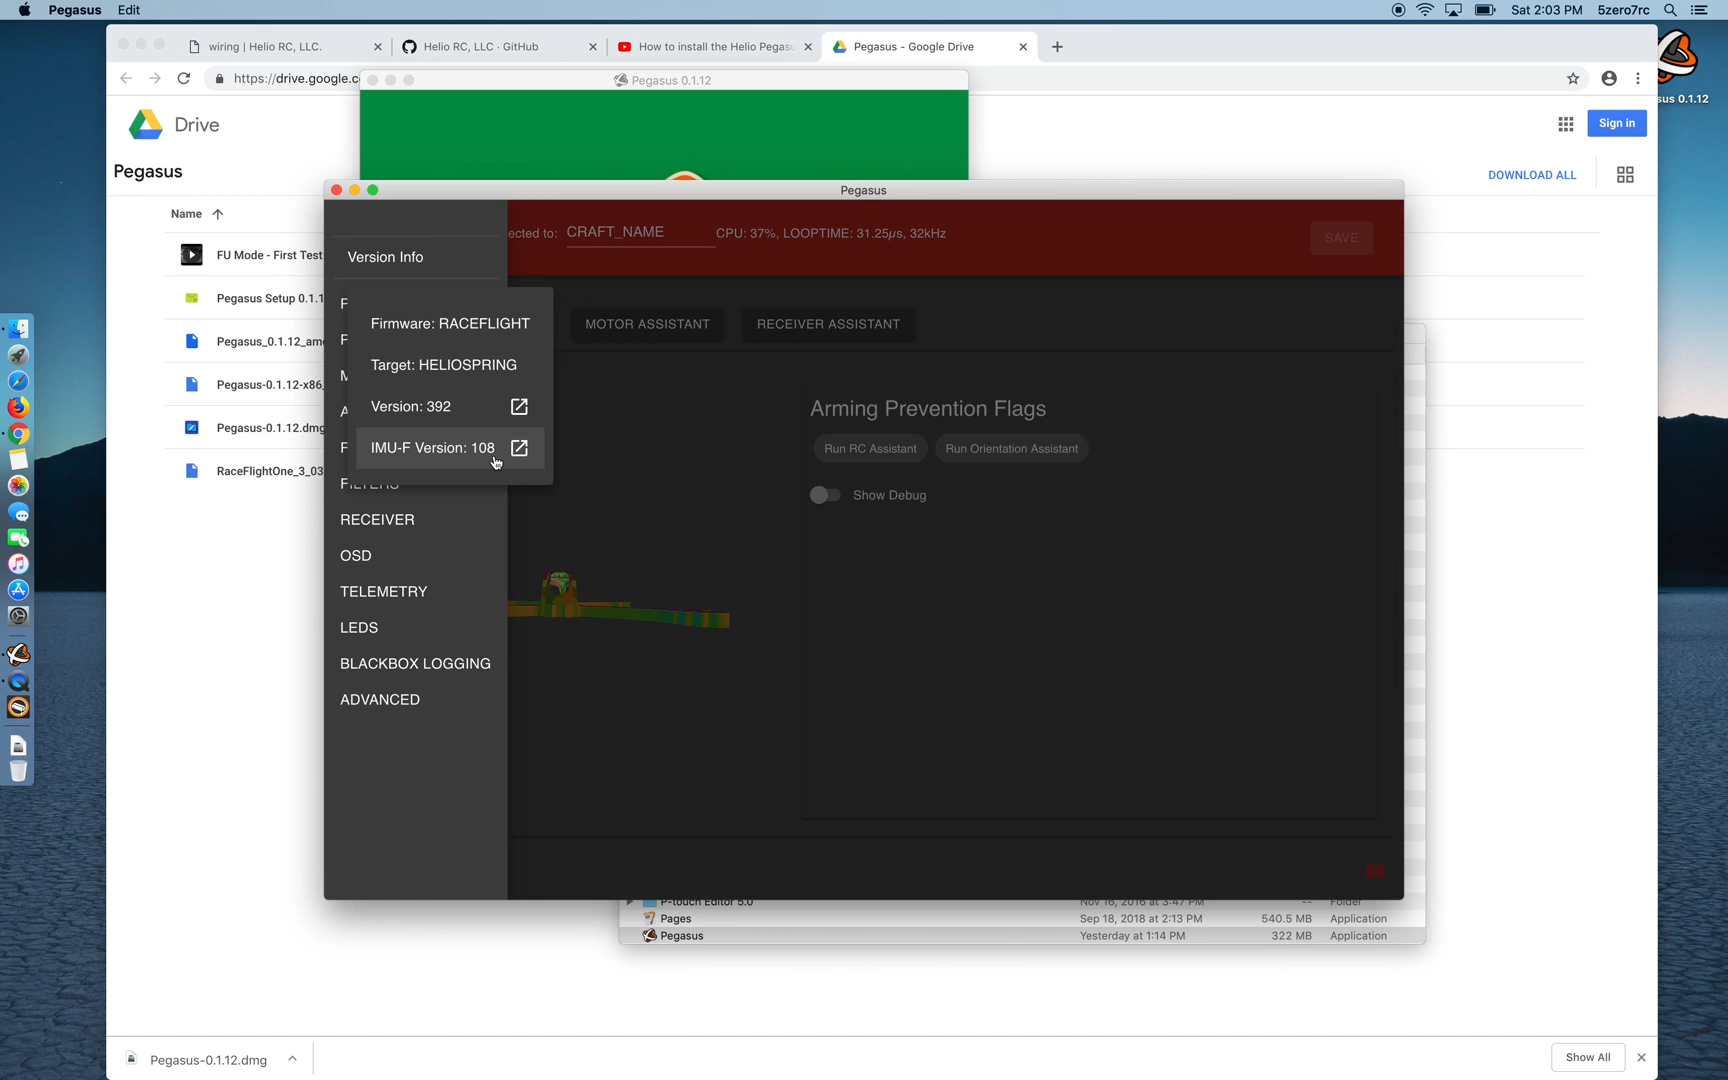 Pegasus Edit
Sat 2:03 PM 5zero7rc
wiring | Helio RC, LLC.
Helio RC, LLC · GitHub
How to install the Helio Pegasu
Pegasus - Google Drive
https://drive.google.c
Pegasus 0.1.12
sus 0.1.12
Drive
Sign in
Pegasus
DOWNLOAD ALL
Pegasus
Name
ected to: CRAFT_NAME
CPU: 37%, LOOPTIME: 31.25µs, 32kHz
SAVE
FU Mode - First Test
Version Info
Pegasus Setup 0.1.1
Firmware: RACEFLIGHT
MOTOR ASSISTANT
RECEIVER ASSISTANT
Pegasus_0.1.12_am
Target: HELIOSPRING
Pegasus-0.1.12-x86
Version: 392
Arming Prevention Flags
Pegasus-0.1.12.dmg
IMU-F Version: 108
Run RC Assistant
Run Orientation Assistant
RaceFlightOne_3_03
FILTERS
Show Debug
RECEIVER
OSD
TELEMETRY
LEDS
BLACKBOX LOGGING
ADVANCED
P-touch Editor 5.0
Nov 16, 2016 at 3:47 PM
-- Folder
Pages
Sep 18, 2018 at 2:13 PM
540.5 MB
Application
Pegasus
Yesterday at 1:14 PM
322 MB
Application
Pegasus-0.1.12.dmg
Show All